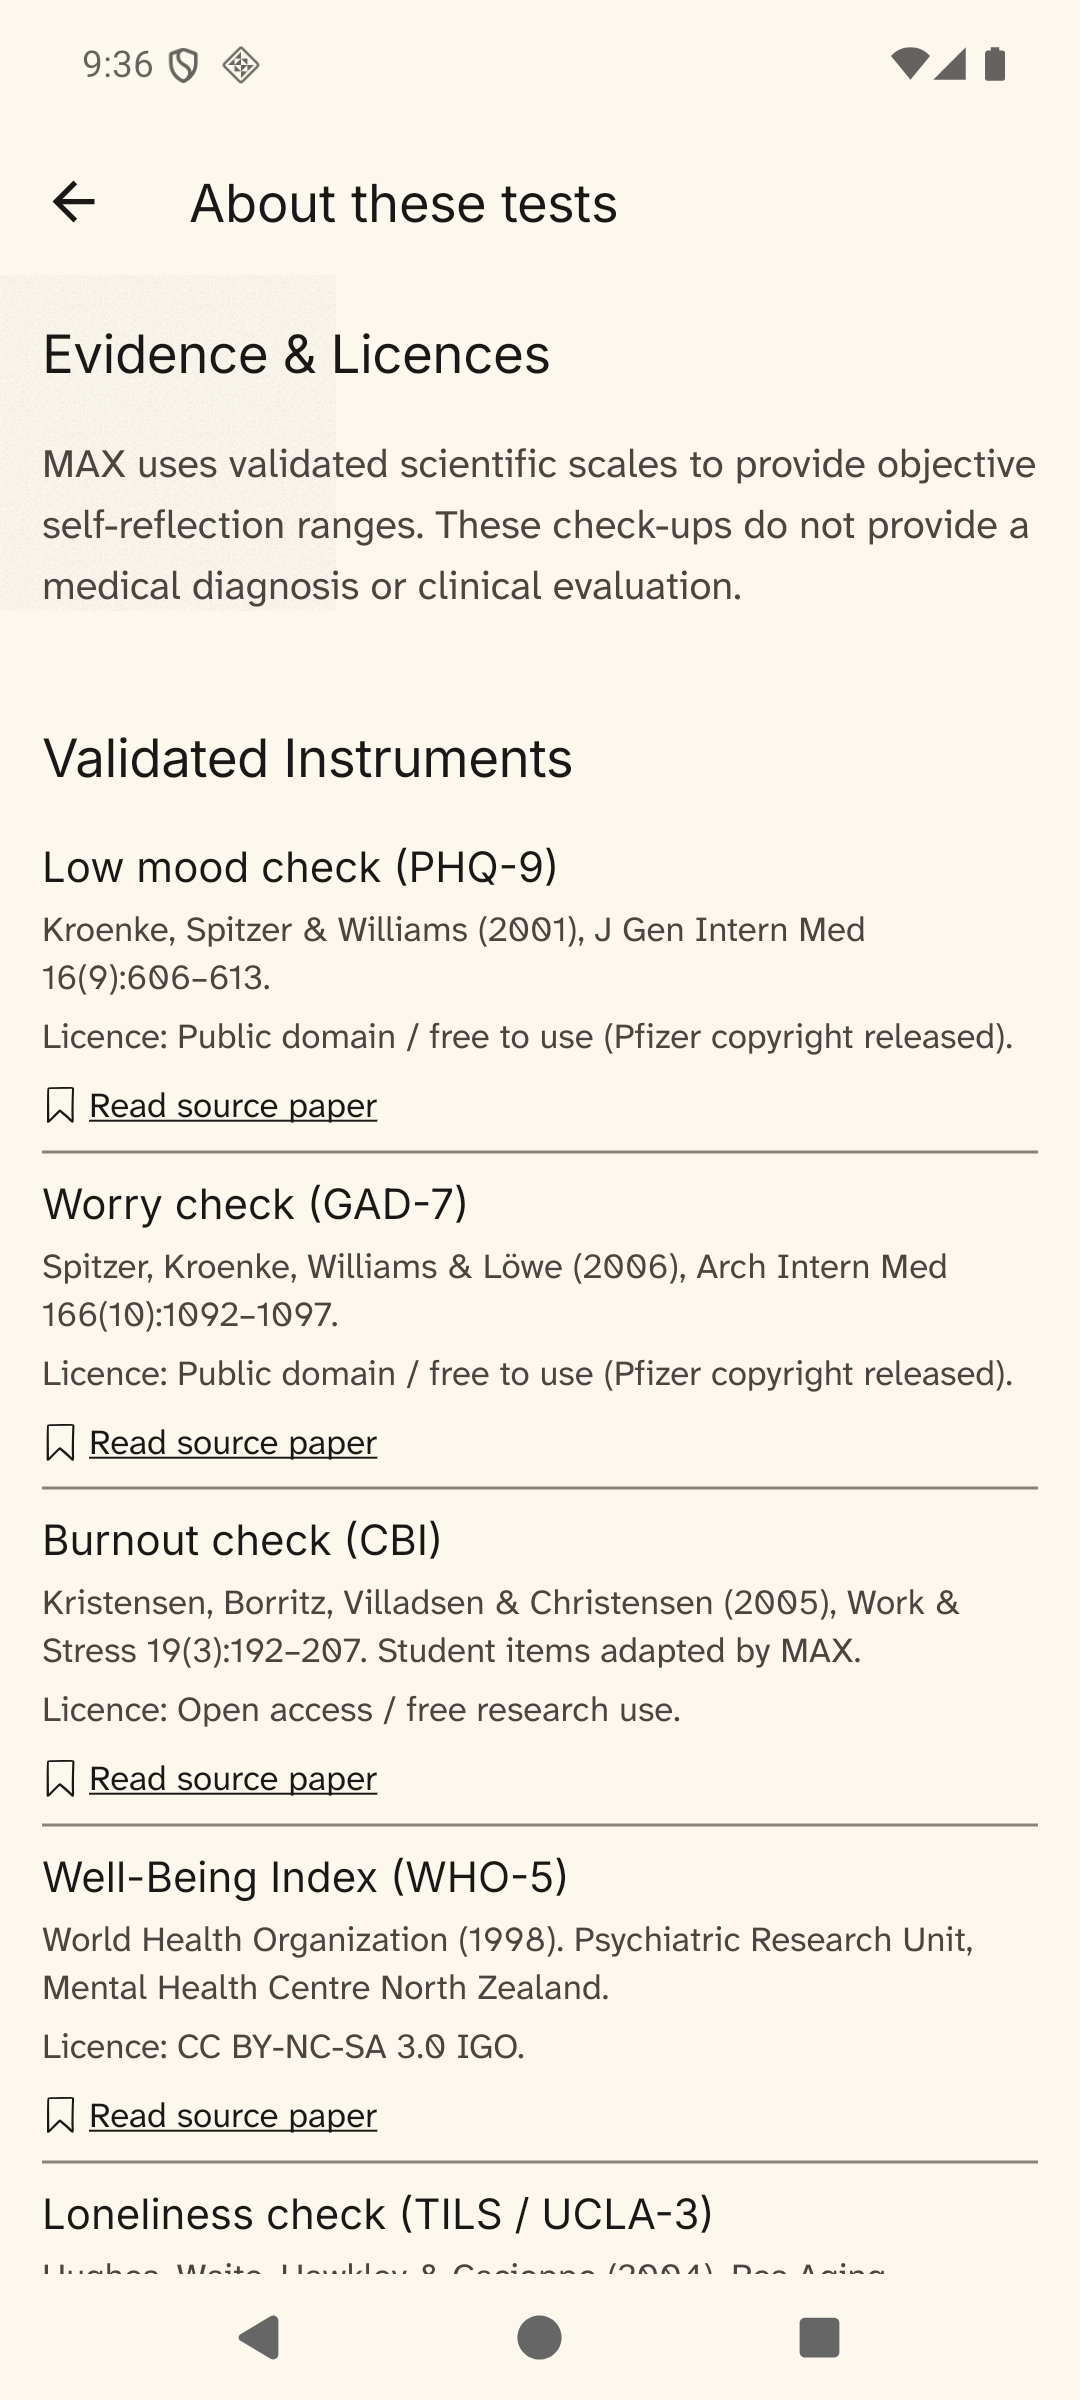 9:36
About these tests
Evidence & Licences
MAX uses validated scientific scales to provide objective
self-reflection ranges. These check-ups do not provide a
medical diagnosis or clinical evaluation.
Validated Instruments
Low mood check (PHQ-9)
Kroenke, Spitzer & Williams (2001), J Gen Intern Med
16(9):606–613.
Licence: Public domain / free to use (Pfizer copyright released).
Read source paper
Worry check (GAD-7)
Spitzer, Kroenke, Williams & Löwe (2006), Arch Intern Med
166(10):1092–1097.
Licence: Public domain / free to use (Pfizer copyright released).
Read source paper
Burnout check (CBI)
Kristensen, Borritz, Villadsen & Christensen (2005), Work &
Stress 19(3):192–207. Student items adapted by MAX.
Licence: Open access / free research use.
Read source paper
Well-Being Index (WHO-5)
World Health Organization (1998). Psychiatric Research Unit,
Mental Health Centre North Zealand.
Licence: CC BY-NC-SA 3.0 IGO.
Read source paper
Loneliness check (TILS / UCLA-3)
Hughes, Waite, Hawkley & Cacioppo (2004), Res Aging